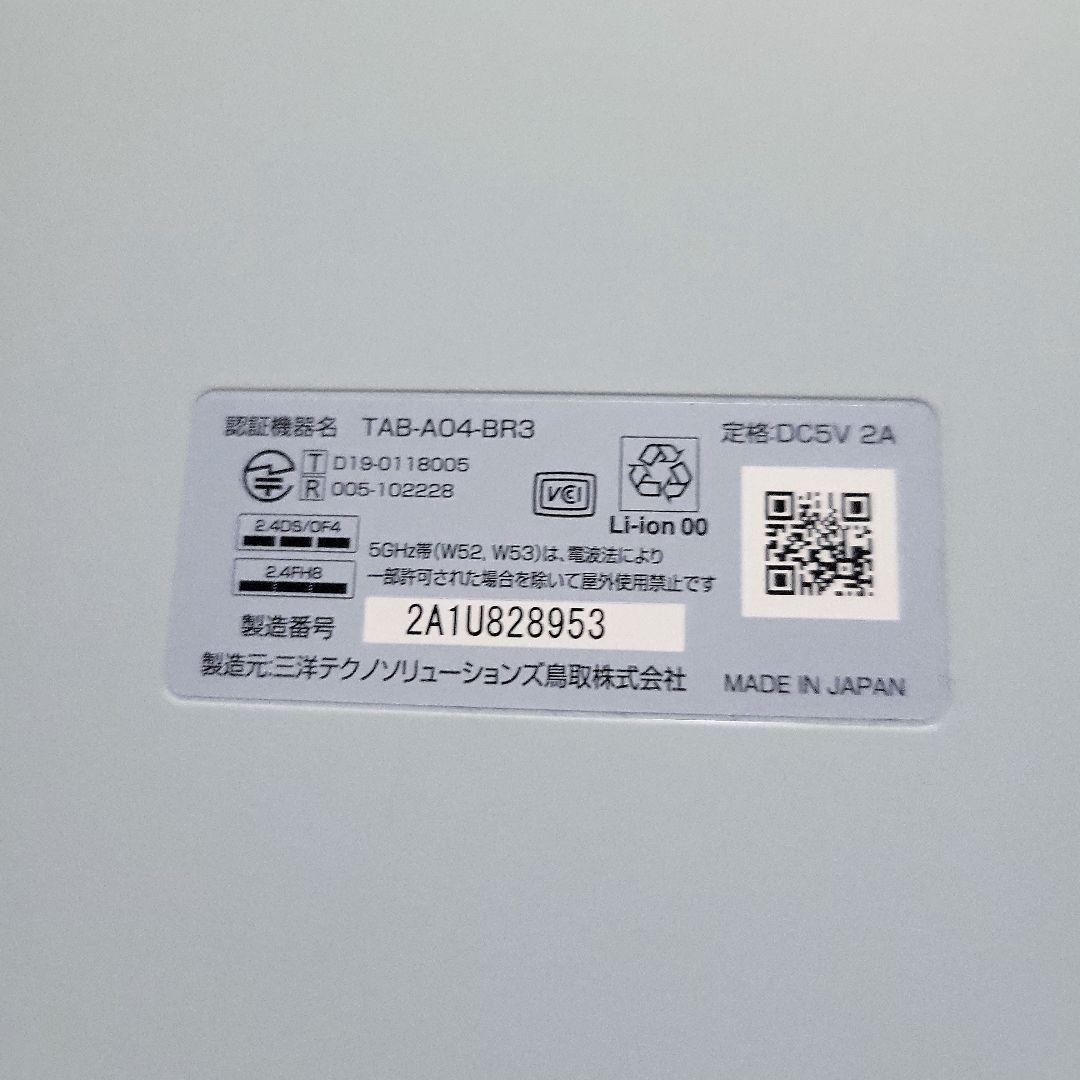 認証機器名 TAB-A04-BR3
定格:DC5V 2A
T D19-0118005
R 005-102228
VCCI
Li-ion 00
2.4DS/OF4
2.4FH8
5GHz帯(W52, W53)は、電波法により
一部許可された場合を除いて屋外使用禁止です
製造番号 2A1U828953
製造元:三洋テクノソリューションズ鳥取株式会社
MADE IN JAPAN